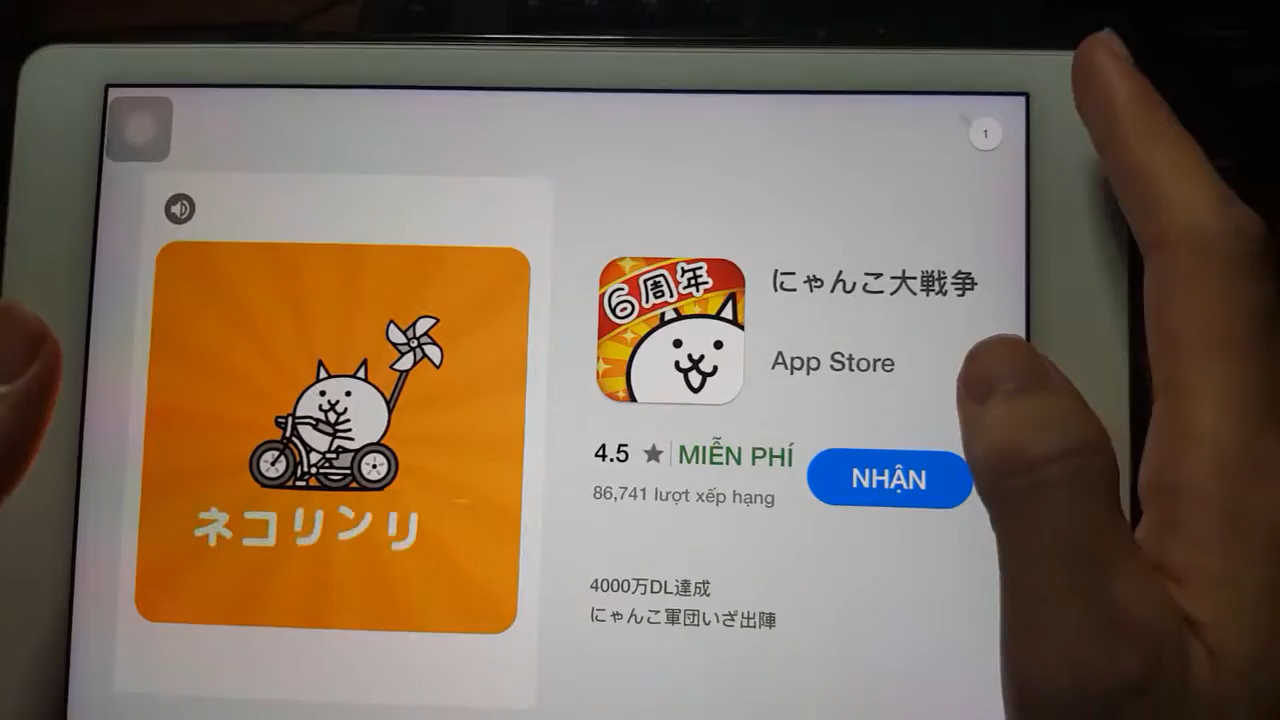 1
ネコリンリ
6周年
にゃんこ大戦争
App Store
4.5 ★ MIỄN PHÍ
86,741 lượt xếp hạng
NHẬN
4000万DL達成
にゃんこ軍団いざ出陣